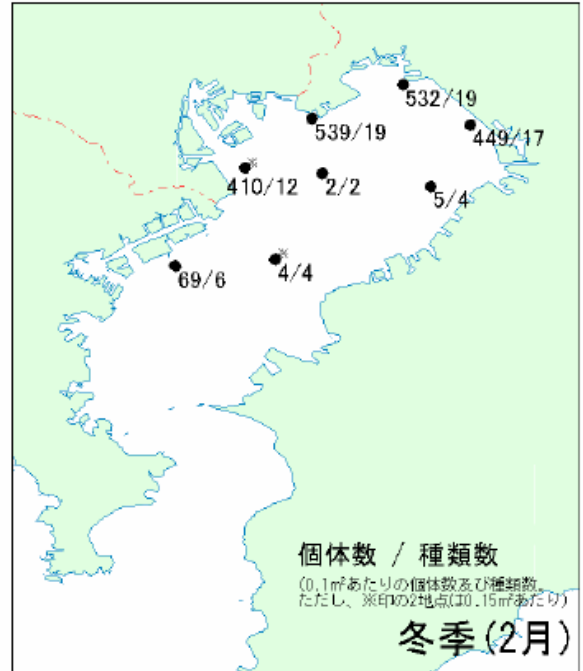 532/19
539/19
449/17
※
410/12
2/2
5/4
※
4/4
69/6
個体数 / 種類数
(0.1㎡あたりの個体数及び種類数。
ただし、※印の2地点は0.15㎡あたり)
冬季(2月)